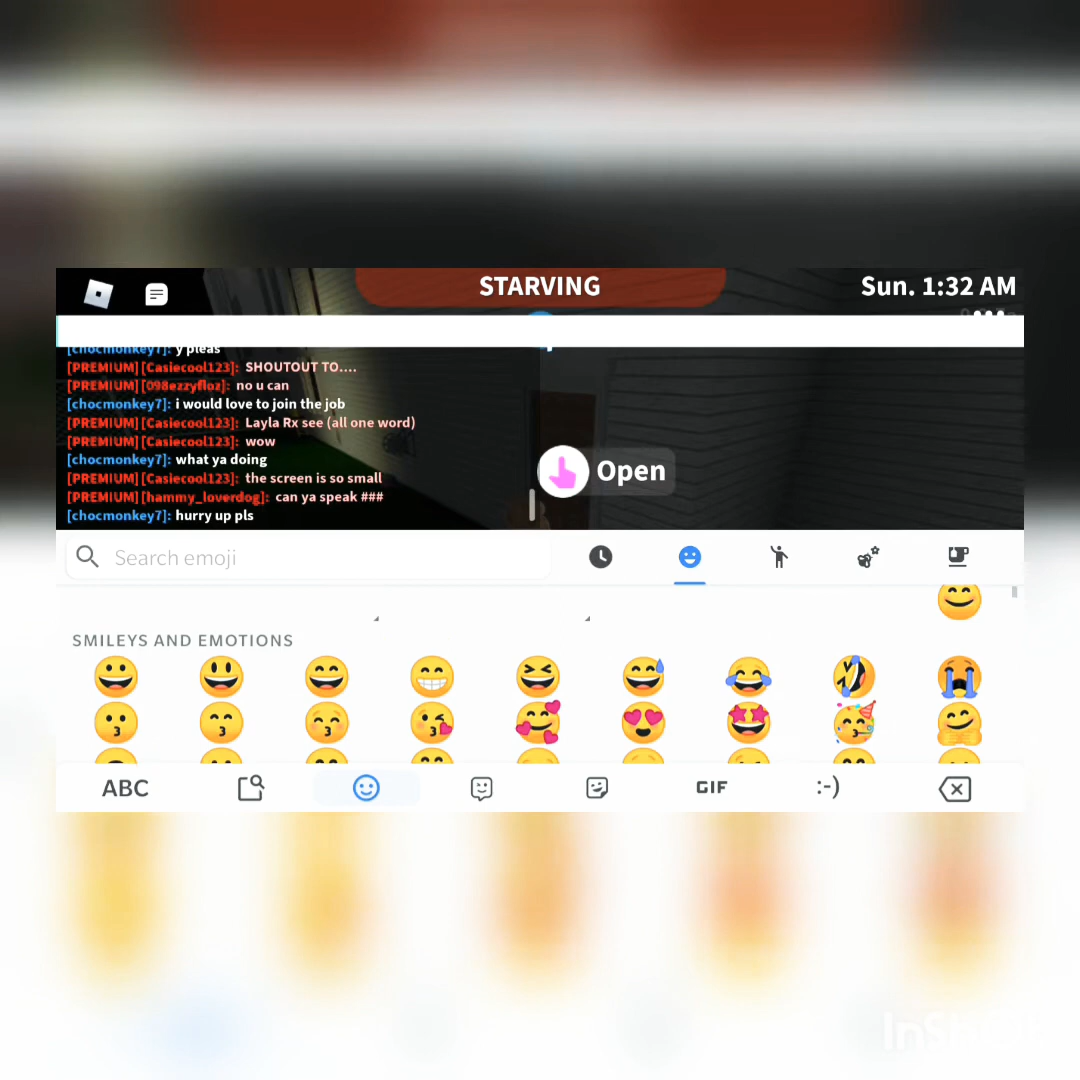 STARVING
Sun. 1:32 AM
[chocmonkey7]: y pleas
[PREMIUM] [Casiecool123]: SHOUTOUT TO....
[PREMIUM] [098ezzyfloz]: no u can
[chocmonkey7]: i would love to join the job
[PREMIUM] [Casiecool123]: Layla Rx see (all one word)
[PREMIUM] [Casiecool123]: wow
[chocmonkey7]: what ya doing
[PREMIUM] [Casiecool123]: the screen is so small
[PREMIUM] [hammy_loverdog]: can ya speak ###
[chocmonkey7]: hurry up pls
Open
Search emoji
SMILEYS AND EMOTIONS
ABC
GIF
:-)